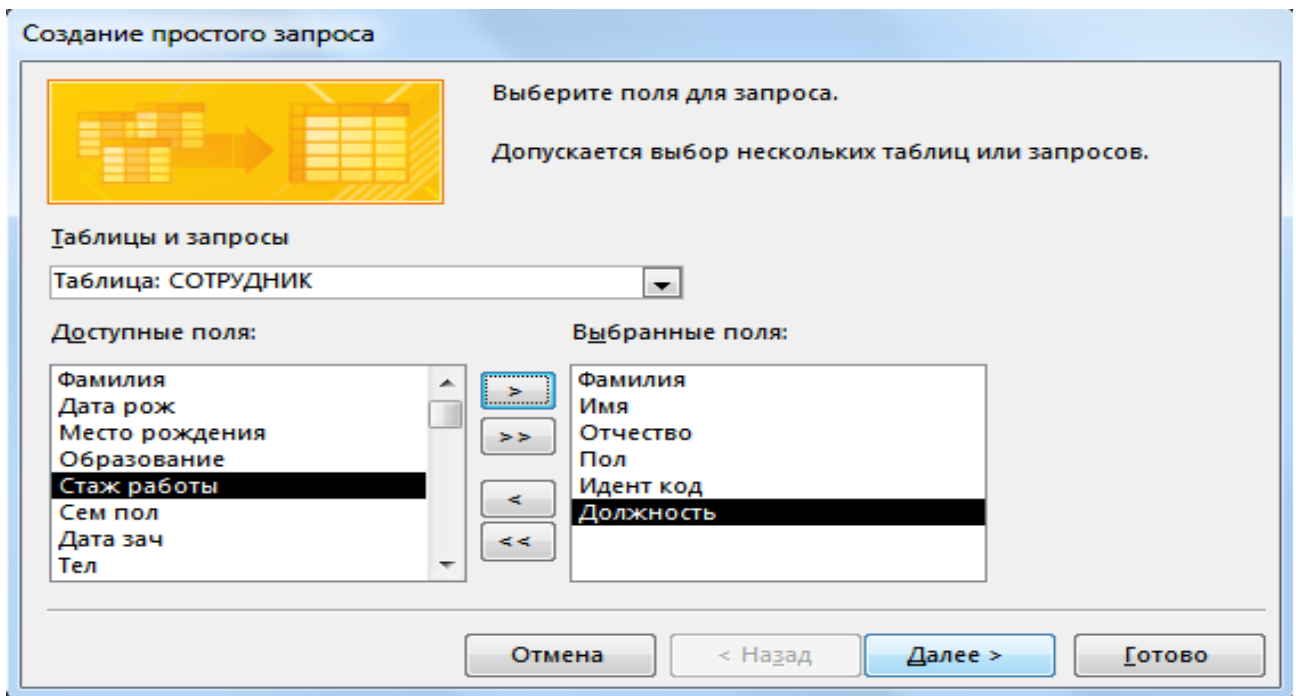 Создание простого запроса
Выберите поля для запроса.
Допускается выбор нескольких таблиц или запросов.
Таблицы и запросы
Таблица: СОТРУДНИК
Доступные поля:
Фамилия
Дата рож
Место рождения
Образование
Стаж работы
Сем пол
Дата зач
Тел
>
>>
<
<<
Выбранные поля:
Фамилия
Имя
Отчество
Пол
Идент код
Должность
Отмена
< Назад
Далее >
Готово